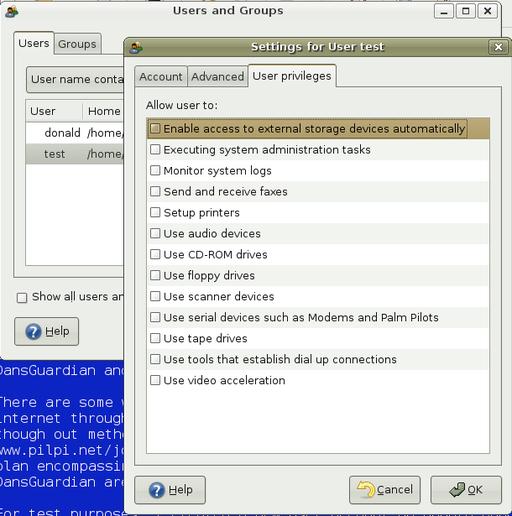 Users and Groups
Users
Groups
User name conta
User
Home
donald
/home/
test
/home/
Show all users an
Help
Settings for User test
Account
Advanced
User privileges
Allow user to:
Enable access to external storage devices automatically
Executing system administration tasks
Monitor system logs
Send and receive faxes
Setup printers
Use audio devices
Use CD-ROM drives
Use floppy drives
Use scanner devices
Use serial devices such as Modems and Palm Pilots
Use tape drives
Use tools that establish dial up connections
Use video acceleration
Help
Cancel
OK
DansGuardian and
There are some
internet through
though out meth
www.pilpi.net/j
plan encompassi
DansGuardian are
For test purposes